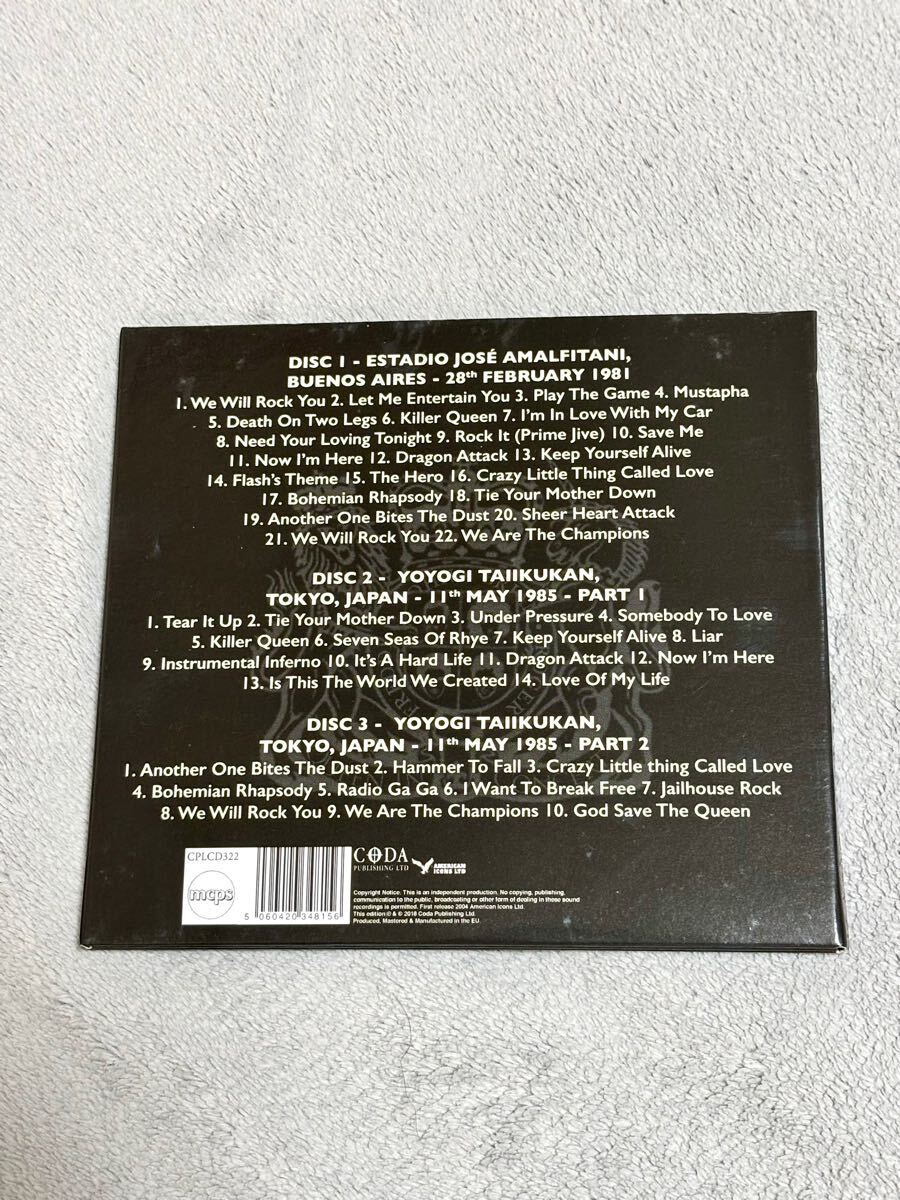 DISC 1 - ESTADIO JOSÉ AMALFITANI,
BUENOS AIRES - 28th FEBRUARY 1981
1. We Will Rock You 2. Let Me Entertain You 3. Play The Game 4. Mustapha
5. Death On Two Legs 6. Killer Queen 7. I'm In Love With My Car
8. Need Your Loving Tonight 9. Rock It (Prime Jive) 10. Save Me
11. Now I'm Here 12. Dragon Attack 13. Keep Yourself Alive
14. Flash's Theme 15. The Hero 16. Crazy Little Thing Called Love
17. Bohemian Rhapsody 18. Tie Your Mother Down
19. Another One Bites The Dust 20. Sheer Heart Attack
21. We Will Rock You 22. We Are The Champions
DISC 2 - YOYOGI TAIIKUKAN,
TOKYO, JAPAN - 11th MAY 1985 - PART 1
1. Tear It Up 2. Tie Your Mother Down 3. Under Pressure 4. Somebody To Love
5. Killer Queen 6. Seven Seas Of Rhye 7. Keep Yourself Alive 8. Liar
9. Instrumental Inferno 10. It's A Hard Life 11. Dragon Attack 12. Now I'm Here
13. Is This The World We Created 14. Love Of My Life
DISC 3 - YOYOGI TAIIKUKAN,
TOKYO, JAPAN - 11th MAY 1985 - PART 2
1. Another One Bites The Dust 2. Hammer To Fall 3. Crazy Little thing Called Love
4. Bohemian Rhapsody 5. Radio Ga Ga 6. I Want To Break Free 7. Jailhouse Rock
8. We Will Rock You 9. We Are The Champions 10. God Save The Queen
CPLCD322
mcps
5 060420 348156
CODA
PUBLISHING LTD
AMERICAN
ICONS LTD
Copyright Notice. This is an independent production. No copying, publishing,
communication to the public, broadcasting or other form of dealing in these sound
recordings is permitted. First release 2004 American Icons Ltd.
This edition ℗ & © 2018 Coda Publishing Ltd.
Produced, Mastered & Manufactured in the EU.